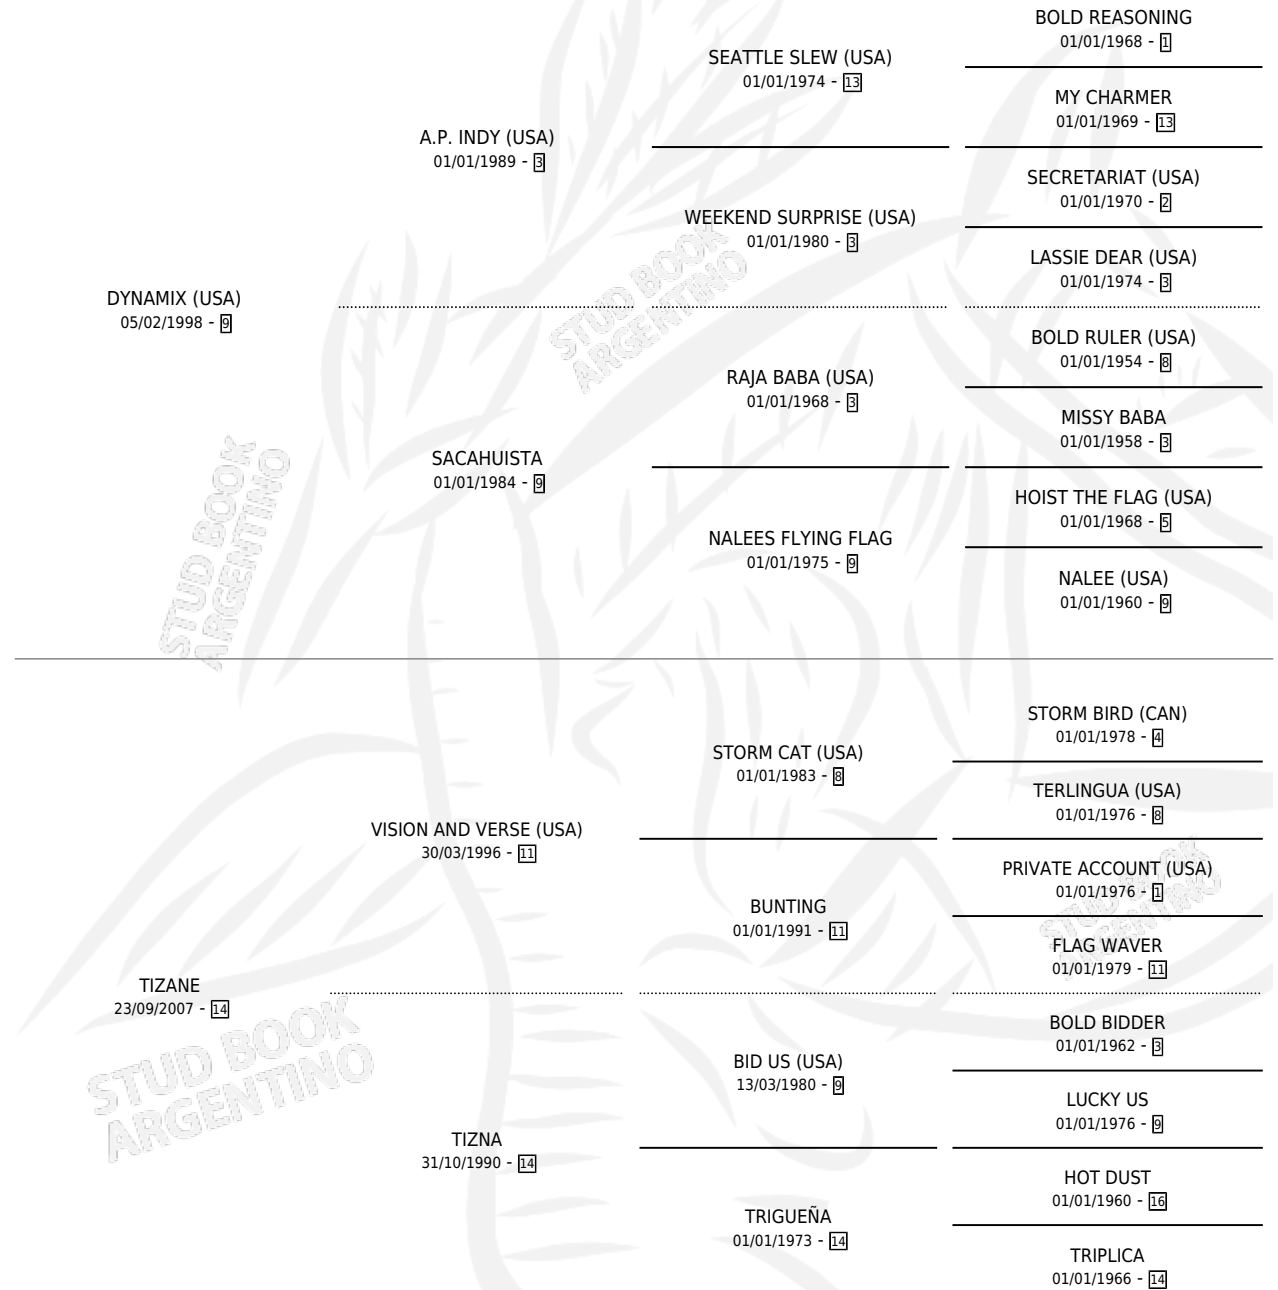 BOLD REASONING
01/01/1968 - 1
SEATTLE SLEW (USA)
01/01/1974 - 13
MY CHARMER
01/01/1969 - 13
A.P. INDY (USA)
01/01/1989 - 3
SECRETARIAT (USA)
01/01/1970 - 2
WEEKEND SURPRISE (USA)
01/01/1980 - 3
LASSIE DEAR (USA)
01/01/1974 - 3
DYNAMIX (USA)
05/02/1998 - 9
BOLD RULER (USA)
01/01/1954 - 8
RAJA BABA (USA)
01/01/1968 - 3
MISSY BABA
01/01/1958 - 3
SACAHUISTA
01/01/1984 - 9
HOIST THE FLAG (USA)
01/01/1968 - 5
NALEES FLYING FLAG
01/01/1975 - 9
NALEE (USA)
01/01/1960 - 9
STORM BIRD (CAN)
01/01/1978 - 4
STORM CAT (USA)
01/01/1983 - 8
TERLINGUA (USA)
01/01/1976 - 8
VISION AND VERSE (USA)
30/03/1996 - 11
PRIVATE ACCOUNT (USA)
01/01/1976 - 1
BUNTING
01/01/1991 - 11
FLAG WAVER
01/01/1979 - 11
TIZANE
23/09/2007 - 14
BOLD BIDDER
01/01/1962 - 3
BID US (USA)
13/03/1980 - 9
LUCKY US
01/01/1976 - 9
TIZNA
31/10/1990 - 14
HOT DUST
01/01/1960 - 16
TRIGUEÑA
01/01/1973 - 14
TRIPLICA
01/01/1966 - 14
STUD BOOK
ARGENTINO
STUD BOOK
ARGENTINO
STUD BOOK
ARGENTINO
STUD BOOK
ARGENTINO